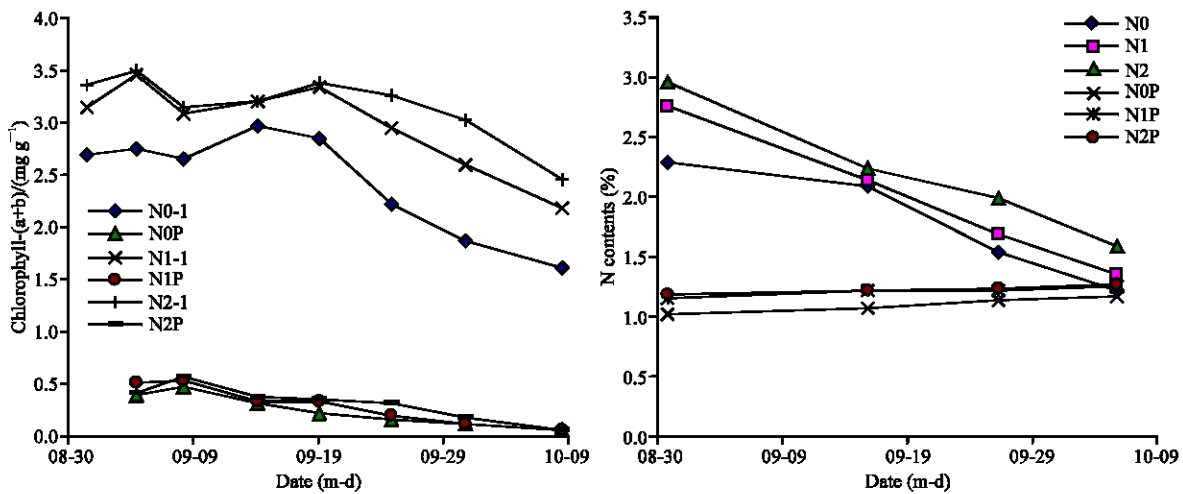 4.0
3.5
3.0
2.5
2.0
1.5
1.0
0.5
0.0
Chlorophyll-(a+b)/(mg g⁻¹)
N0-1
N0P
N1-1
N1P
N2-1
N2P
08-30 09-09 09-19 09-29 10-09
Date (m-d)
3.5
3.0
2.5
2.0
1.5
1.0
0.5
0.0
N contents (%)
N0
N1
N2
N0P
N1P
N2P
08-30 09-09 09-19 09-29 10-09
Date (m-d)